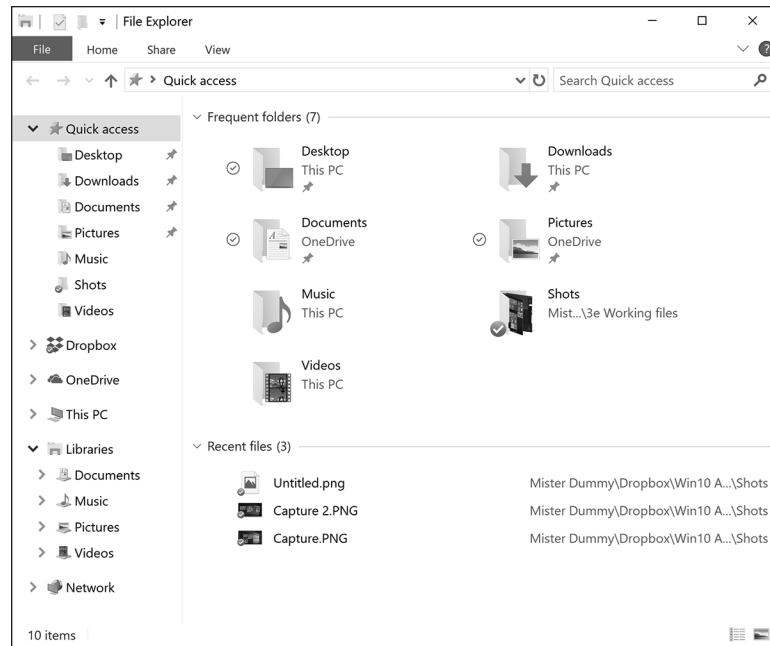 File Explorer
File Home Share View
?
Quick access
Search Quick access
Quick access
Desktop
Downloads
Documents
Pictures
Music
Shots
Videos
Dropbox
OneDrive
This PC
Libraries
Documents
Music
Pictures
Videos
Network
Frequent folders (7)
Desktop
This PC
Downloads
This PC
Documents
OneDrive
Pictures
OneDrive
Music
This PC
Shots
Mist...\3e Working files
Videos
This PC
Recent files (3)
Untitled.png Mister Dummy\Dropbox\Win10 A...\Shots
Capture 2.PNG Mister Dummy\Dropbox\Win10 A...\Shots
Capture.PNG Mister Dummy\Dropbox\Win10 A...\Shots
10 items